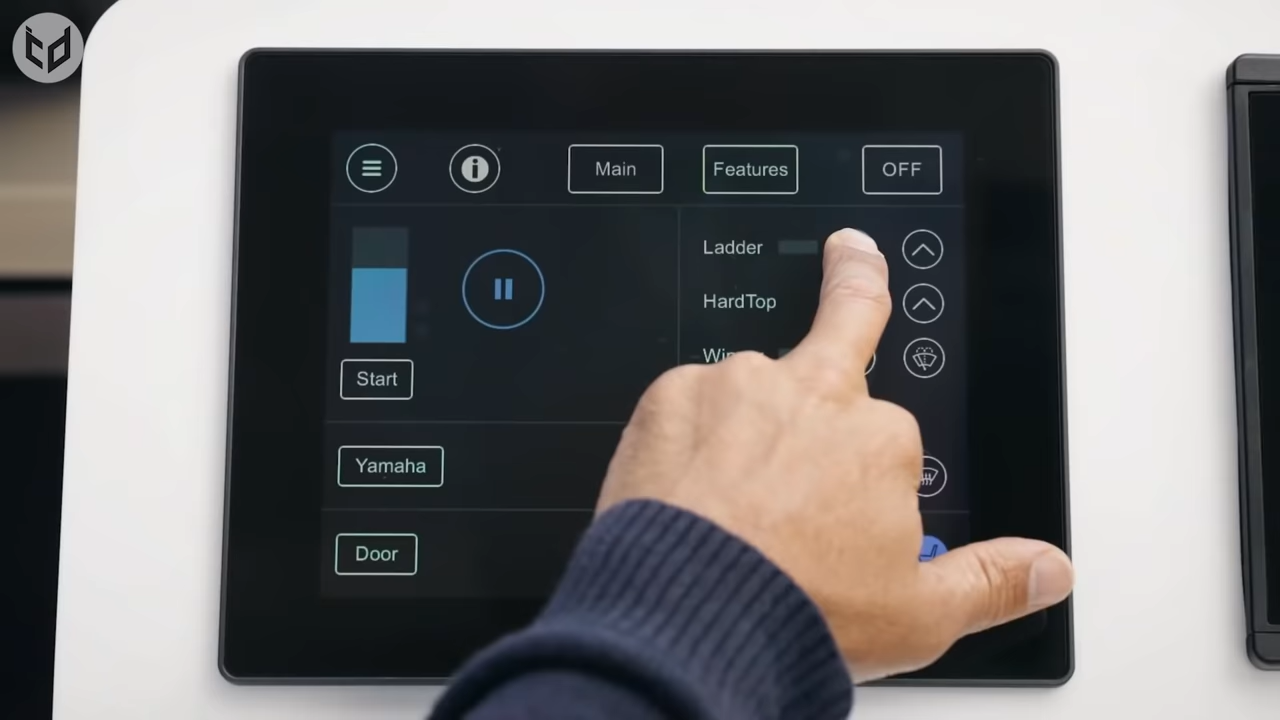 Main
Features
OFF
Ladder
HardTop
Start
Yamaha
Door